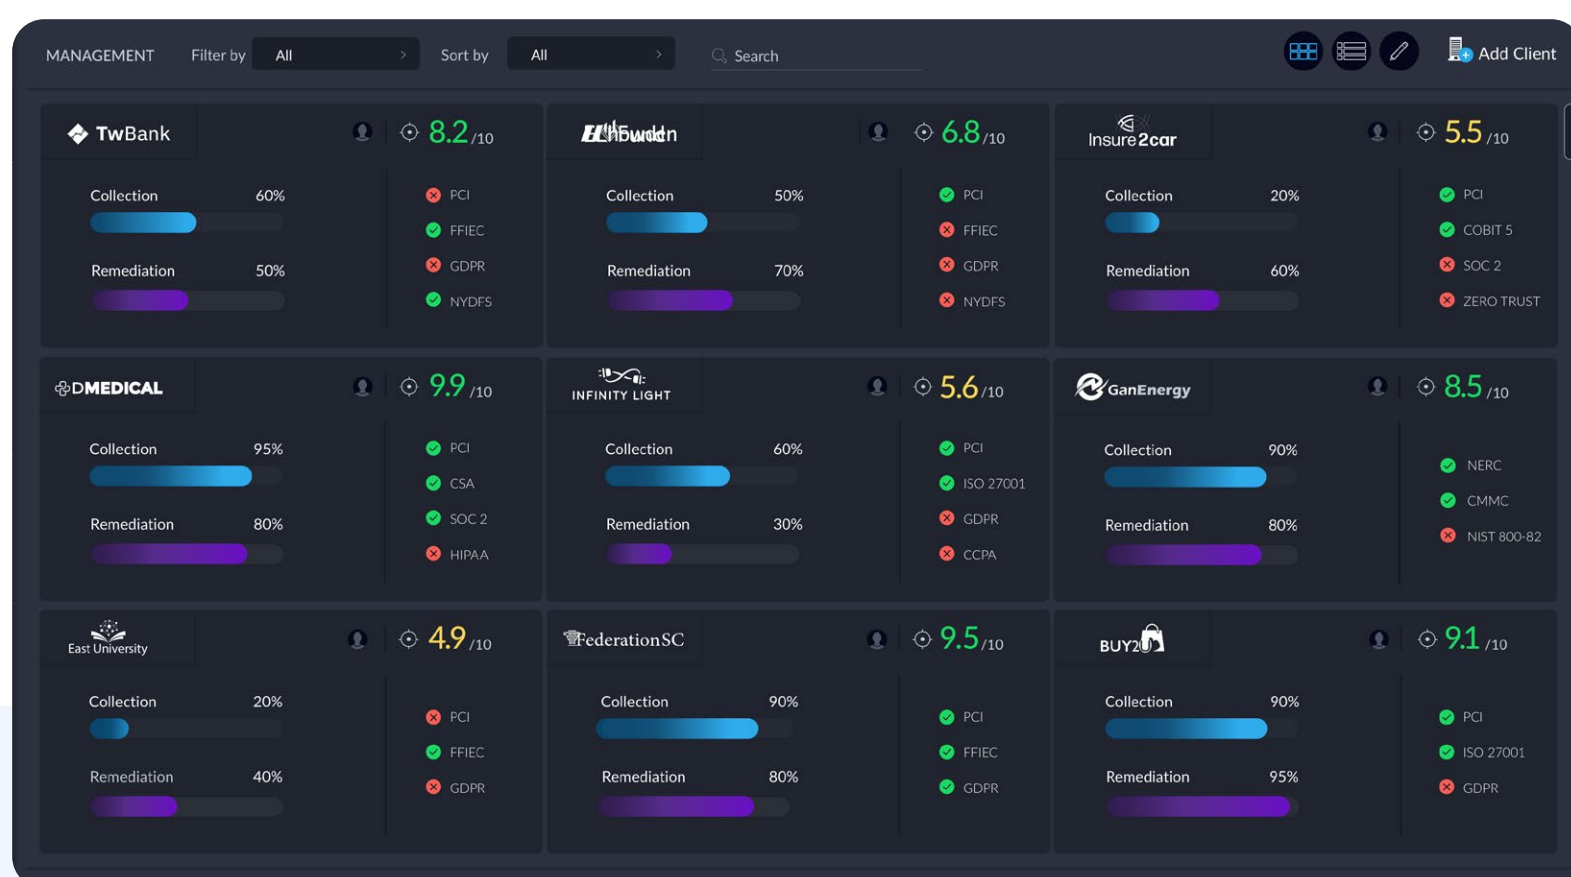 MANAGEMENT Filter by All Sort by All Search Add Client
TwBank 8.2 /10
Collection 60%
Remediation 50%
PCI
FFIEC
GDPR
NYDFS
6.8 /10
Collection 50%
Remediation 70%
PCI
FFIEC
GDPR
NYDFS
Insure2car 5.5 /10
Collection 20%
Remediation 60%
PCI
COBIT 5
SOC 2
ZERO TRUST
DMEDICAL 9.9 /10
Collection 95%
Remediation 80%
PCI
CSA
SOC 2
HIPAA
INFINITY LIGHT 5.6 /10
Collection 60%
Remediation 30%
PCI
ISO 27001
GDPR
CCPA
GanEnergy 8.5 /10
Collection 90%
Remediation 80%
NERC
CMMC
NIST 800-82
East University 4.9 /10
Collection 20%
Remediation 40%
PCI
FFIEC
GDPR
FederationSC 9.5 /10
Collection 90%
Remediation 80%
PCI
FFIEC
GDPR
BUY2 9.1 /10
Collection 90%
Remediation 95%
PCI
ISO 27001
GDPR